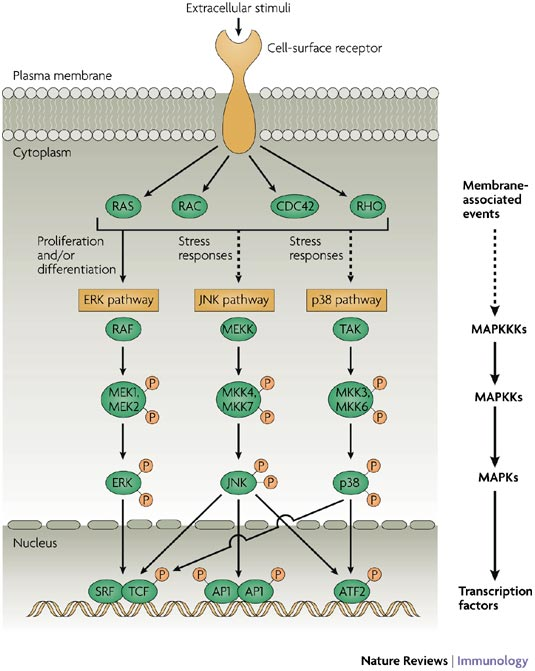 Extracellular stimuli
Cell-surface receptor
Plasma membrane
Cytoplasm
RAS
RAC
CDC42
RHO
Membrane-
associated
events
Proliferation
and/or
differentiation
Stress
responses
Stress
responses
ERK pathway
JNK pathway
p38 pathway
RAF
MEKK
TAK
MAPKKKs
MEK1,
MEK2
P
P
MKK4,
MKK7
P
P
MKK3,
MKK6
P
P
MAPKKs
ERK
P
P
JNK
P
P
p38
P
P
MAPKs
Nucleus
SRF
TCF
P
P
AP1
AP1
P
ATF2
P
Transcription
factors
Nature Reviews | Immunology